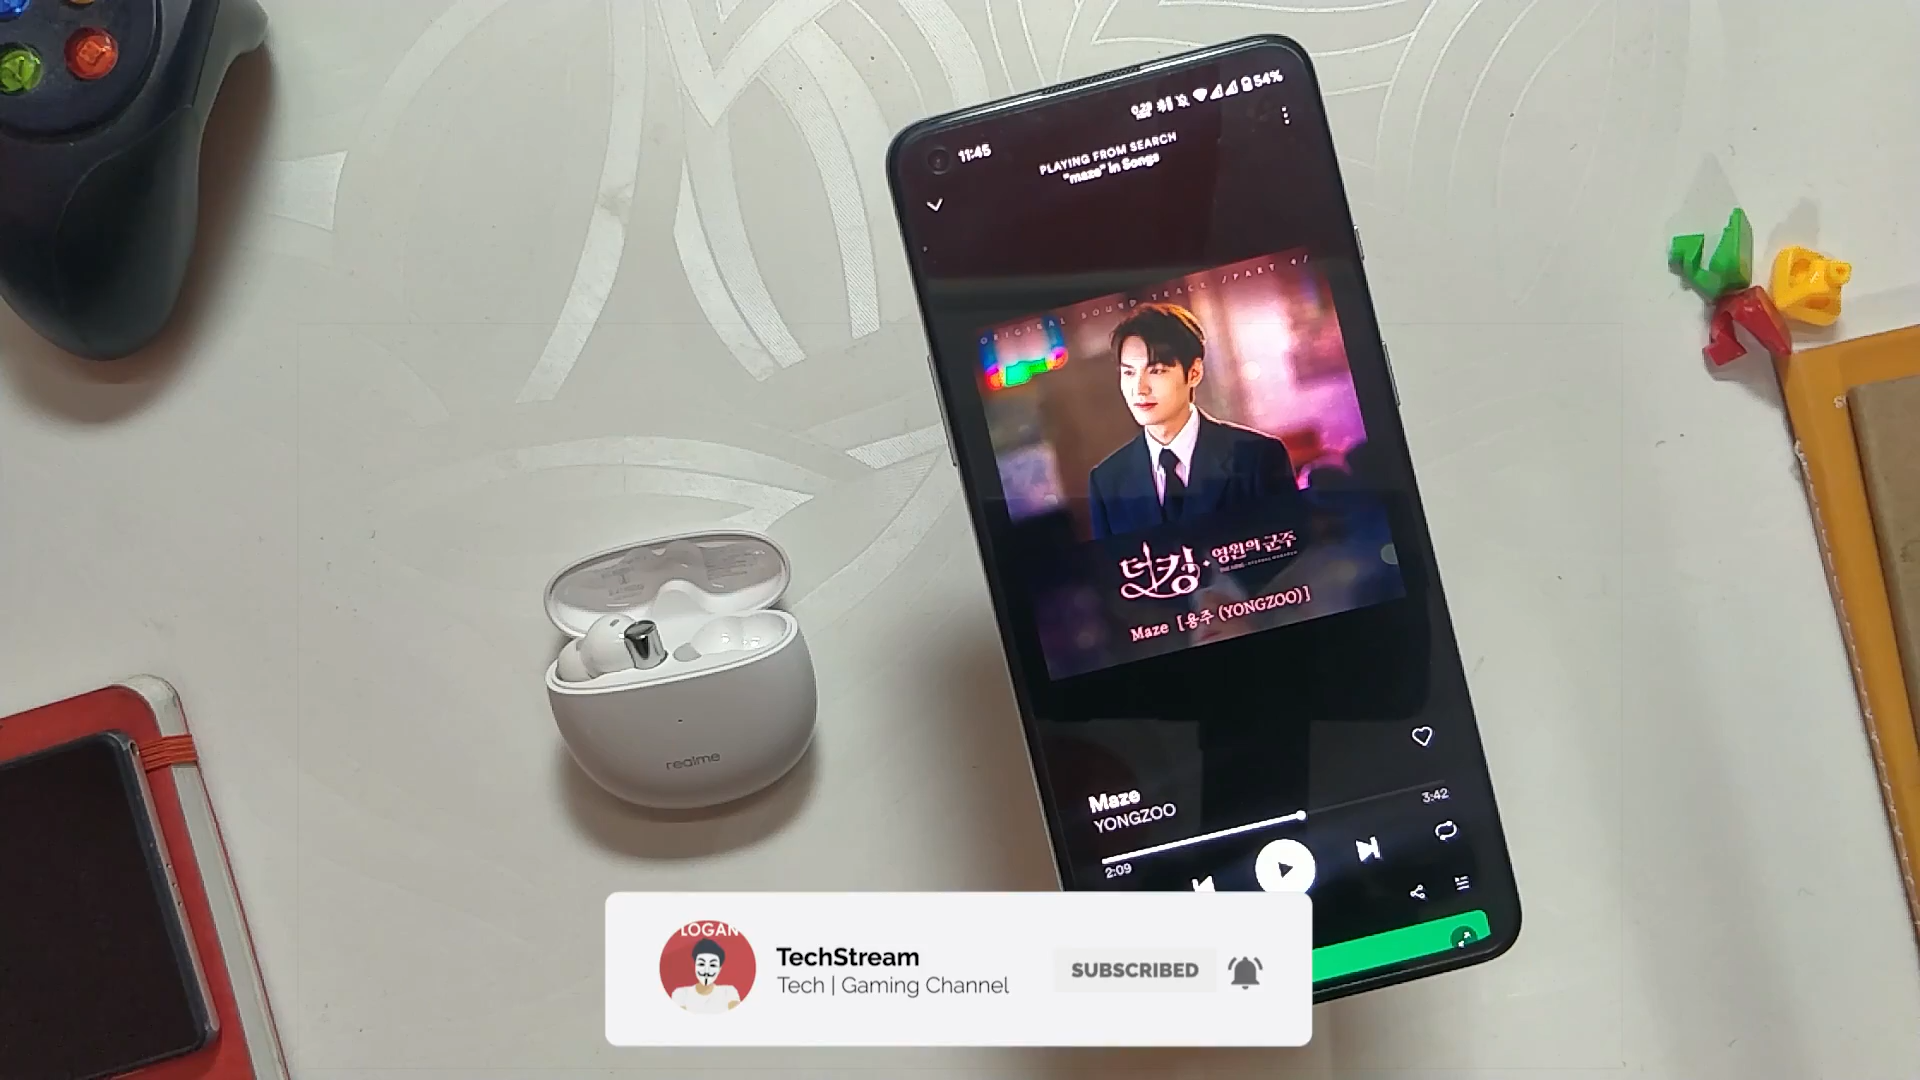 11:45
54%
PLAYING FROM SEARCH
"maze" in Songs
ORIGINAL SOUND TRACK /PART 4/
더킹
영원의 군주
Maze [용주 (YONGZOO)]
Maze
YONGZOO
2:09
3:42
realme
LOGAN
TechStream
Tech | Gaming Channel
SUBSCRIBED